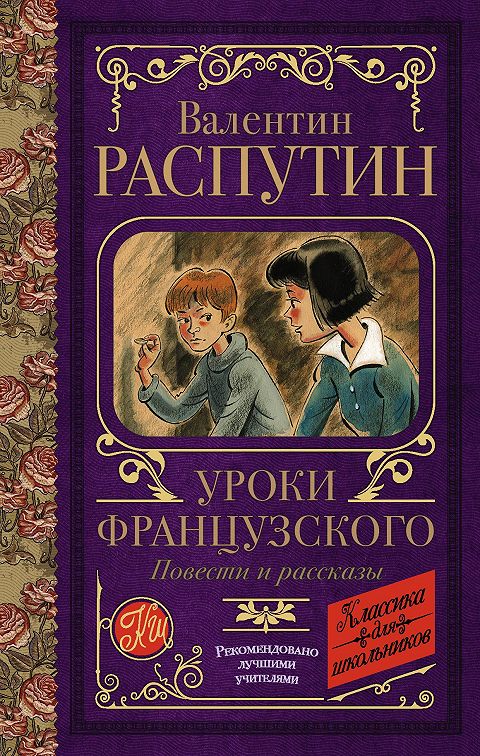 Валентин
РАСПУТИН
УРОКИ
ФРАНЦУЗСКОГО
Повести и рассказы
КШ
Рекомендовано
лучшими
учителями
Классика
для
школьников